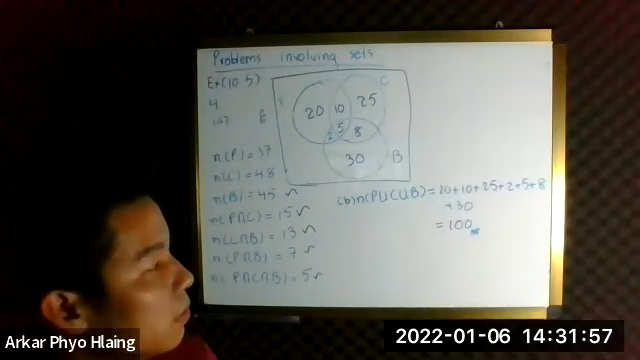 Problems involving sets
Ex(10.5)
4
(a)
E
P
C
20 10 25
2 5 8
30 B
n(P) = 37
n(C) = 48
n(B) = 45
n(P∩C) = 15
n(C∩B) = 13
n(P∩B) = 7
n(P∩C∩B) = 5
(b) n(P∪C∪B) = 20+10+25+2+5+8
+30
= 100
Arkar Phyo Hlaing
2022-01-06 14:31:57